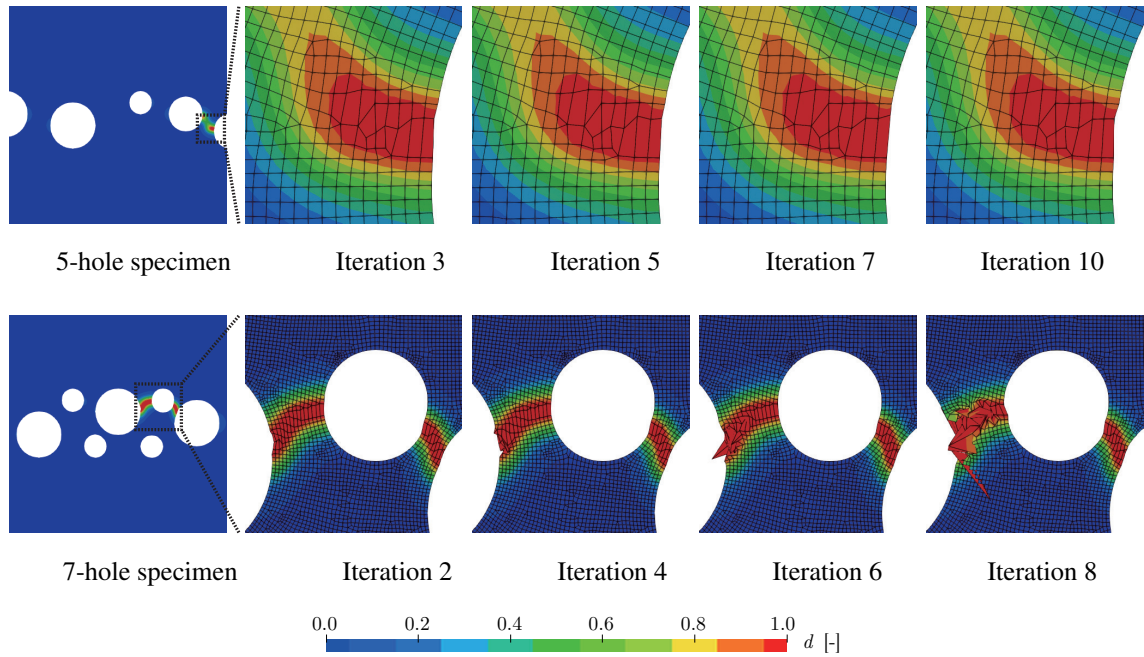 5-hole specimen Iteration 3 Iteration 5 Iteration 7 Iteration 10
7-hole specimen Iteration 2 Iteration 4 Iteration 6 Iteration 8
0.0 0.2 0.4 0.6 0.8 1.0
d [-]